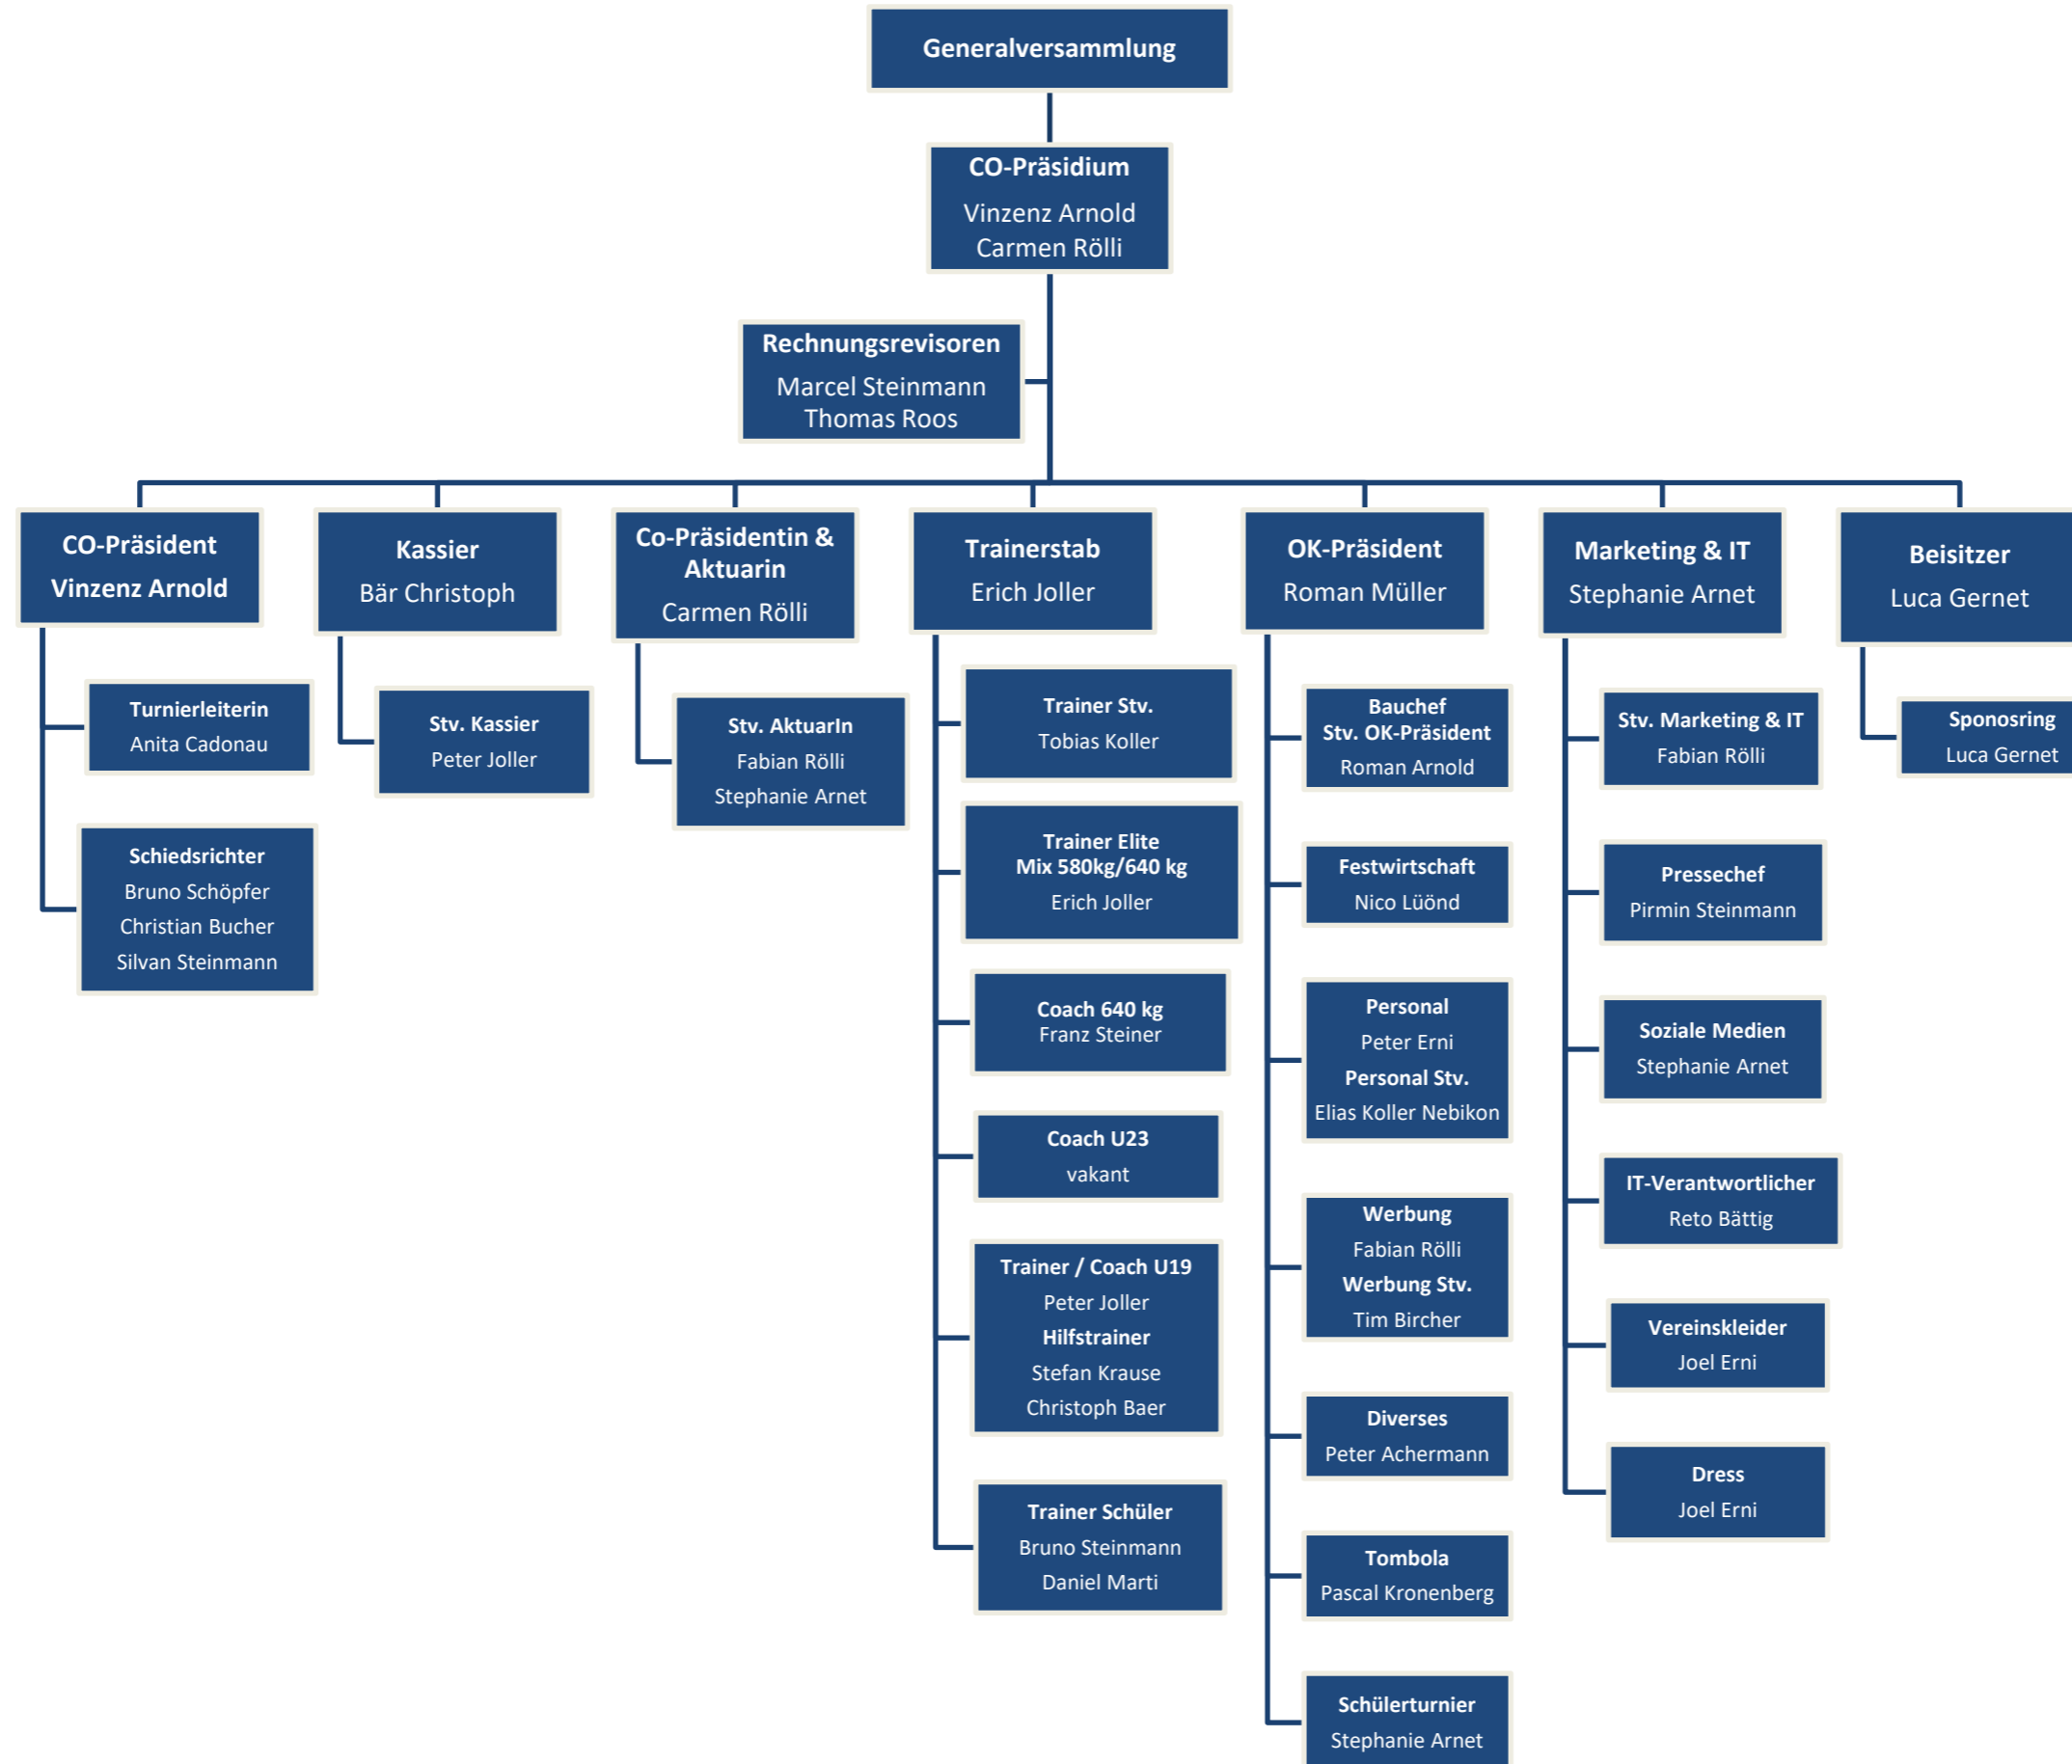 Generalversammlung
CO-Präsidium
Vinzenz Arnold
Carmen Rölli
Rechnungsrevisoren
Marcel Steinmann
Thomas Roos
CO-Präsident
Vinzenz Arnold
Turnierleiterin
Anita Cadonau
Schiedsrichter
Bruno Schöpfer
Christian Bucher
Silvan Steinmann
Kassier
Bär Christoph
Stv. Kassier
Peter Joller
Co-Präsidentin &
Aktuarin
Carmen Rölli
Stv. AktuarIn
Fabian Rölli
Stephanie Arnet
Trainerstab
Erich Joller
Trainer Stv.
Tobias Koller
Trainer Elite
Mix 580kg/640 kg
Erich Joller
Coach 640 kg
Franz Steiner
Coach U23
vakant
Trainer / Coach U19
Peter Joller
Hilfstrainer
Stefan Krause
Christoph Baer
Trainer Schüler
Bruno Steinmann
Daniel Marti
OK-Präsident
Roman Müller
Bauchef
Stv. OK-Präsident
Roman Arnold
Festwirtschaft
Nico Lüönd
Personal
Peter Erni
Personal Stv.
Elias Koller Nebikon
Werbung
Fabian Rölli
Werbung Stv.
Tim Bircher
Diverses
Peter Achermann
Tombola
Pascal Kronenberg
Schülerturnier
Stephanie Arnet
Marketing & IT
Stephanie Arnet
Stv. Marketing & IT
Fabian Rölli
Pressechef
Pirmin Steinmann
Soziale Medien
Stephanie Arnet
IT-Verantwortlicher
Reto Bättig
Vereinskleider
Joel Erni
Dress
Joel Erni
Beisitzer
Luca Gernet
Sponosring
Luca Gernet